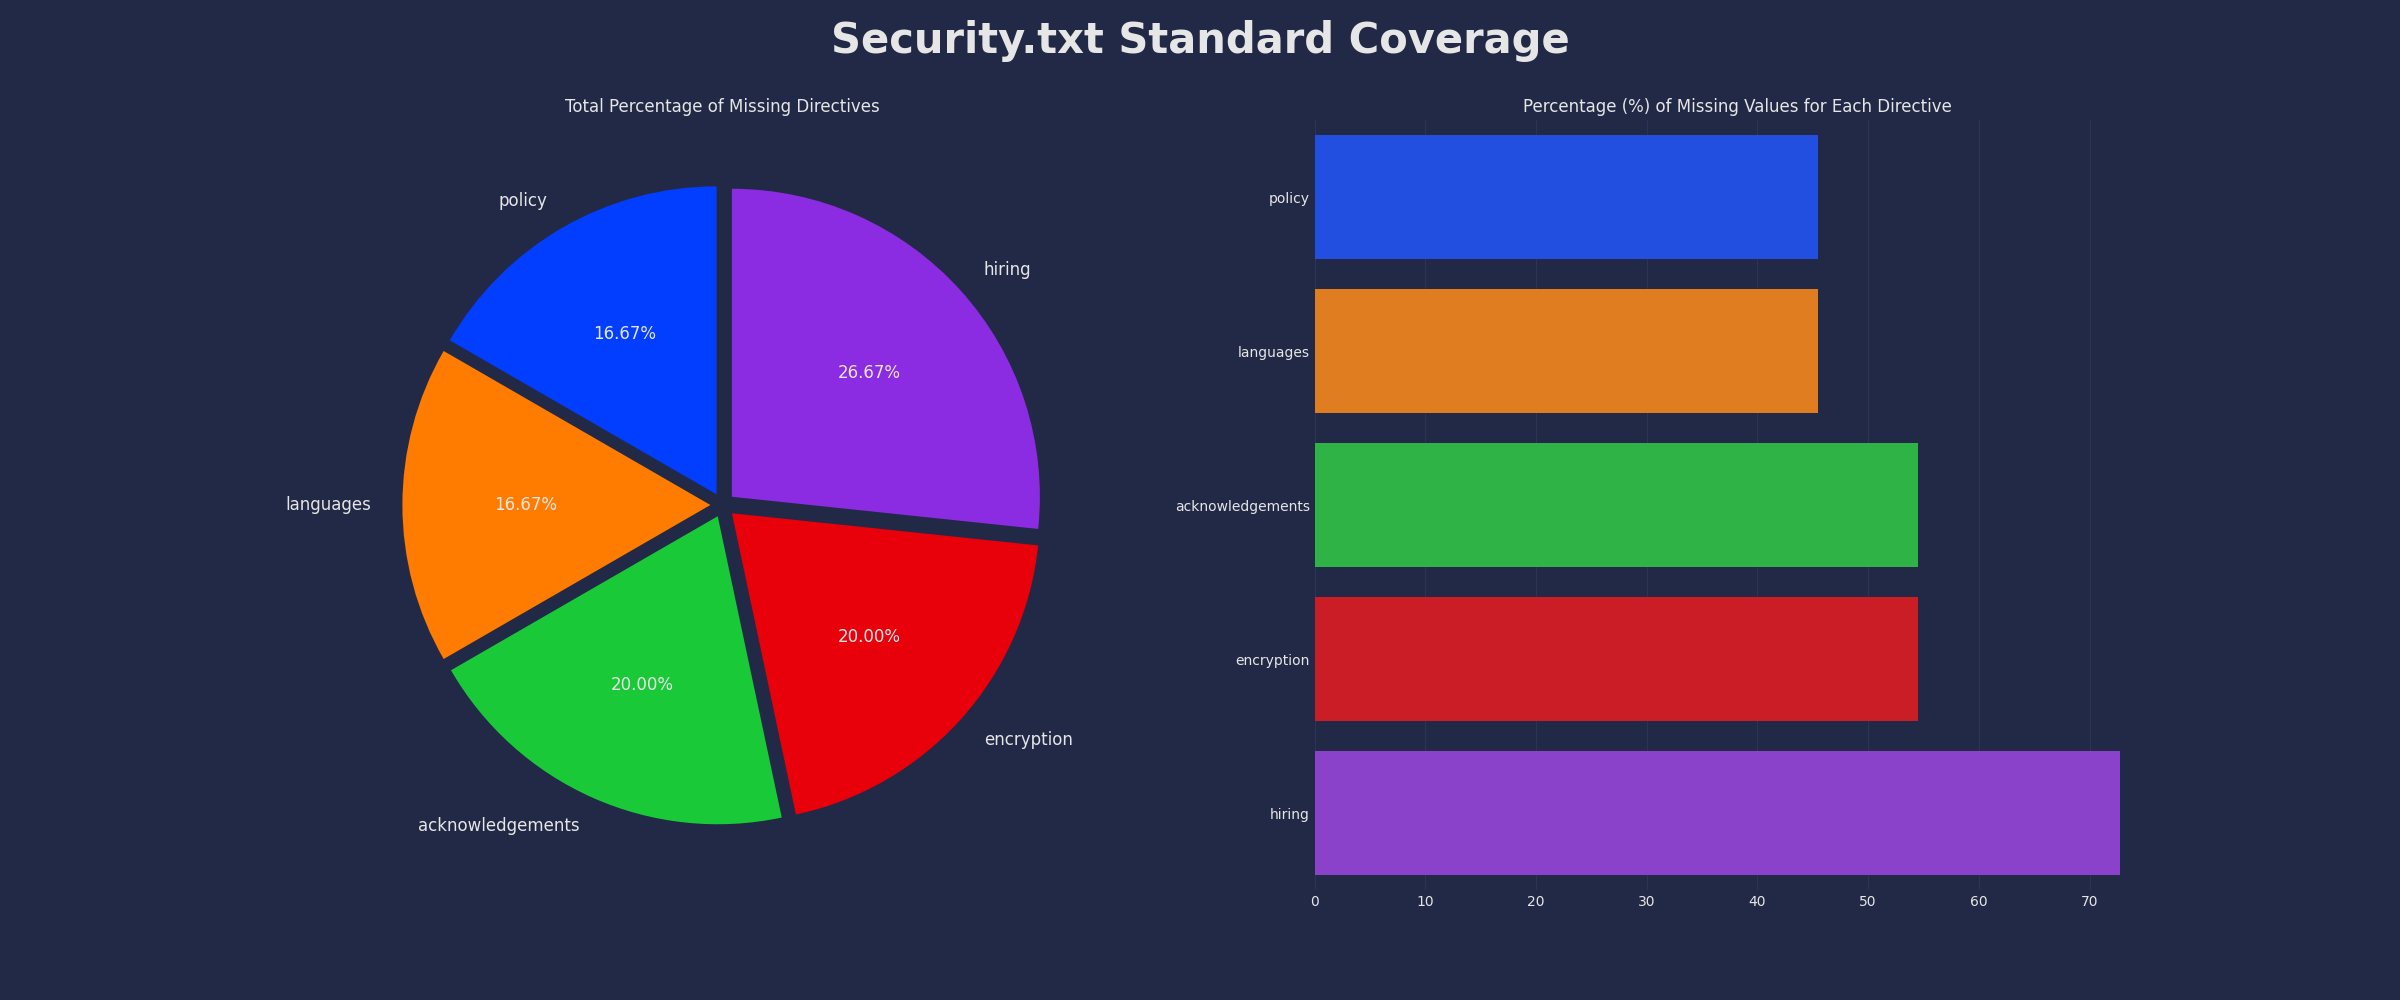 Security.txt Standard Coverage
Total Percentage of Missing Directives
policy
hiring
16.67%
26.67%
languages
16.67%
20.00%
20.00%
encryption
acknowledgements
Percentage (%) of Missing Values for Each Directive
policy
languages
acknowledgements
encryption
hiring
0 10 20 30 40 50 60 70